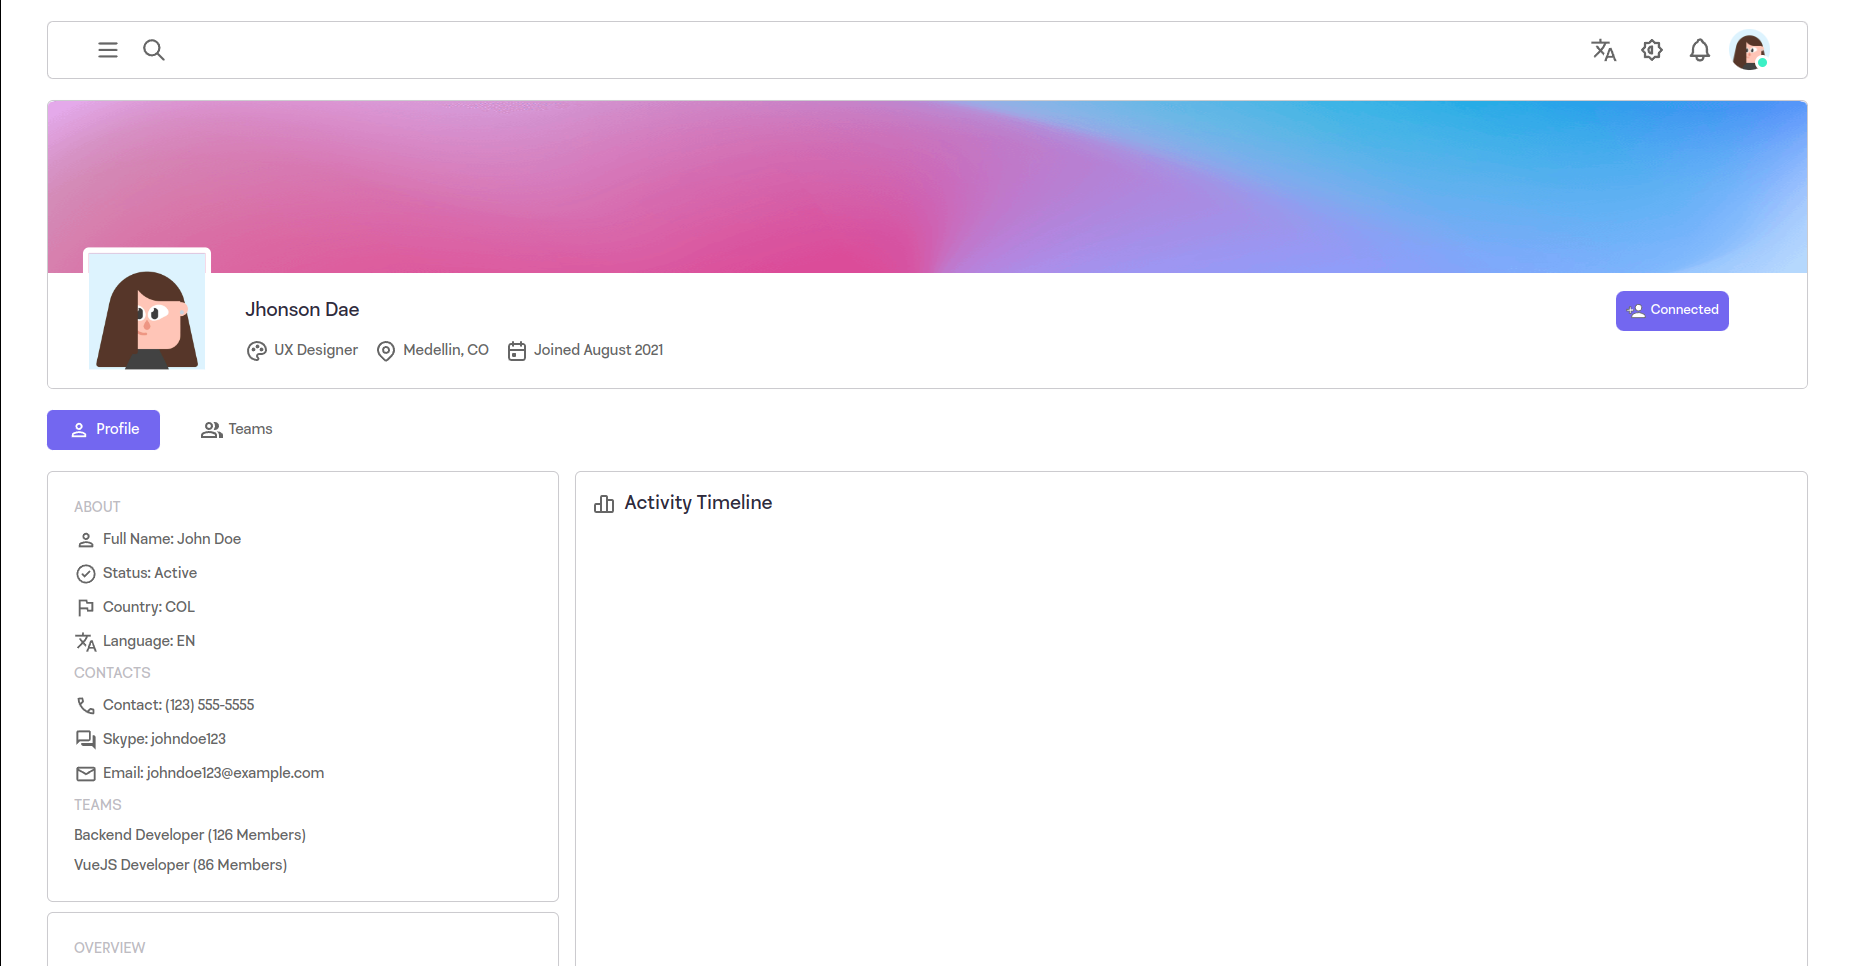 Jhonson Dae
UX Designer Medellin, CO Joined August 2021
Connected
Profile Teams
ABOUT
Full Name: John Doe
Status: Active
Country: COL
Language: EN
CONTACTS
Contact: (123) 555-5555
Skype: johndoe123
Email: johndoe123@example.com
TEAMS
Backend Developer (126 Members)
VueJS Developer (86 Members)
OVERVIEW
Activity Timeline